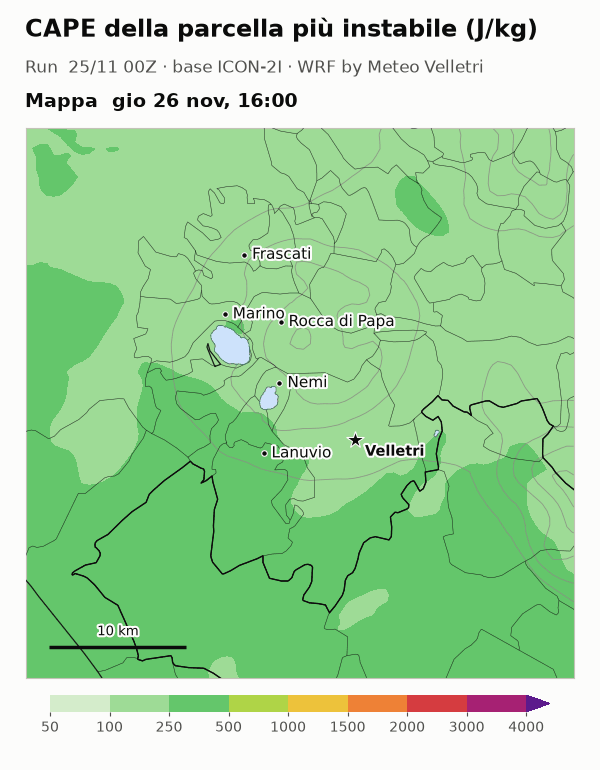 CAPE della parcella più instabile (J/kg)
Run  25/11 00Z · base ICON-2I · WRF by Meteo Velletri
Mappa  gio 26 nov, 16:00
Frascati
Marino
Rocca di Papa
Nemi
Velletri
Lanuvio
10 km
50 100 250 500 1000 1500 2000 3000 4000